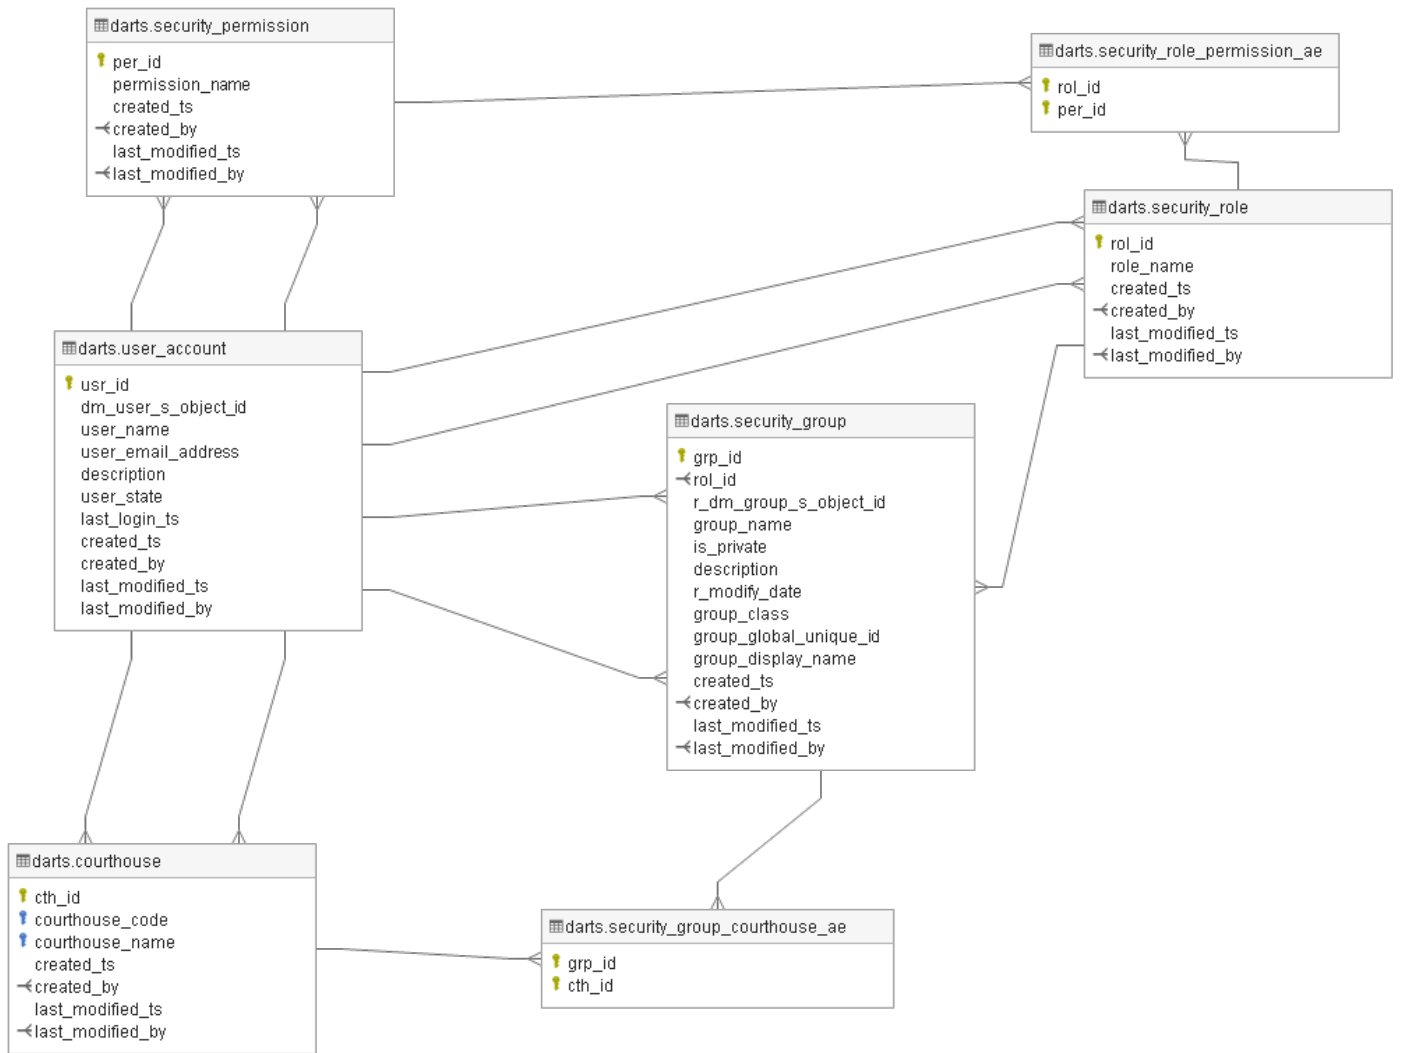 darts.security_permission
per_id
permission_name
created_ts
created_by
last_modified_ts
last_modified_by
darts.security_role_permission_ae
rol_id
per_id
darts.security_role
rol_id
role_name
created_ts
created_by
last_modified_ts
last_modified_by
darts.user_account
usr_id
dm_user_s_object_id
user_name
user_email_address
description
user_state
last_login_ts
created_ts
created_by
last_modified_ts
last_modified_by
darts.security_group
grp_id
rol_id
r_dm_group_s_object_id
group_name
is_private
description
r_modify_date
group_class
group_global_unique_id
group_display_name
created_ts
created_by
last_modified_ts
last_modified_by
darts.courthouse
cth_id
courthouse_code
courthouse_name
created_ts
created_by
last_modified_ts
last_modified_by
darts.security_group_courthouse_ae
grp_id
cth_id